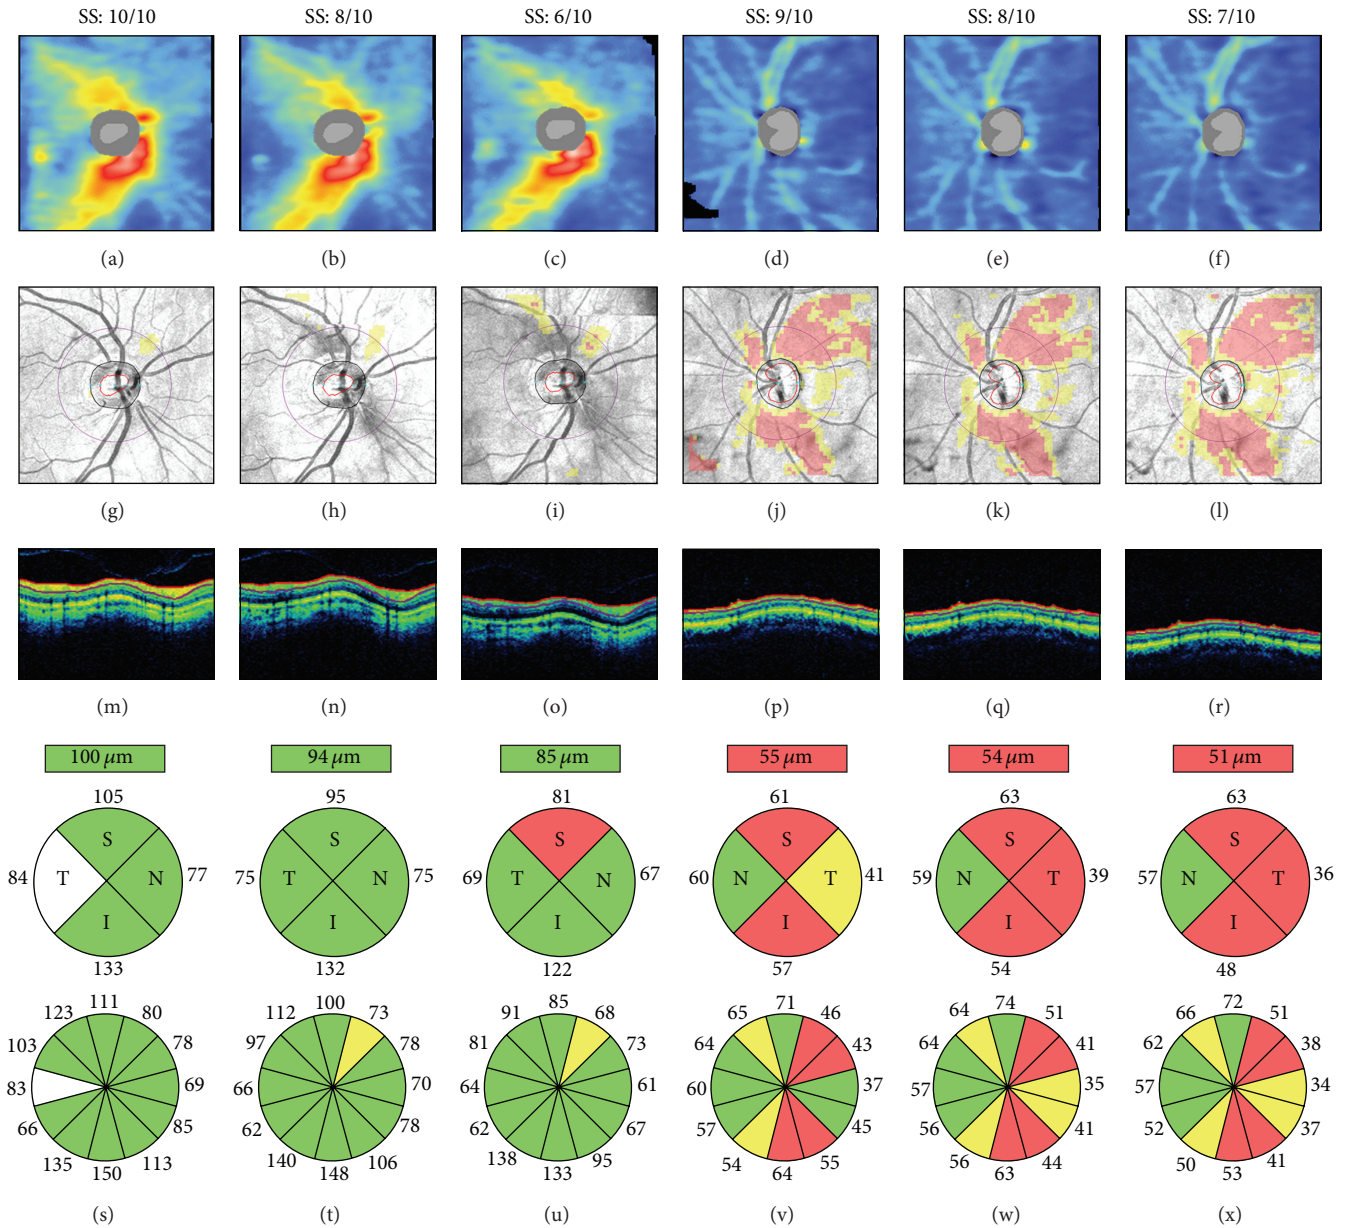 SS: 10/10 SS: 8/10 SS: 6/10 SS: 9/10 SS: 8/10 SS: 7/10
(a) (b) (c) (d) (e) (f)
(g) (h) (i) (j) (k) (l)
(m) (n) (o) (p) (q) (r)
100 μm 94 μm 85 μm 55 μm 54 μm 51 μm
105 95 81 61 63 63
S S S S S S
84 T N 77 75 T N 75 69 T N 67 60 N T 41 59 N T 39 57 N T 36
I I I I I I
133 132 122 57 54 48
123 111 80 112 100 73 91 85 68 65 71 46 64 74 51 66 72 51
103 78 97 78 81 73 64 43 64 41 62 38
83 69 66 70 64 61 60 37 57 35 57 34
66 85 62 78 62 67 57 45 56 41 52 37
135 150 113 140 148 106 138 133 95 54 64 55 56 63 44 50 53 41
(s) (t) (u) (v) (w) (x)